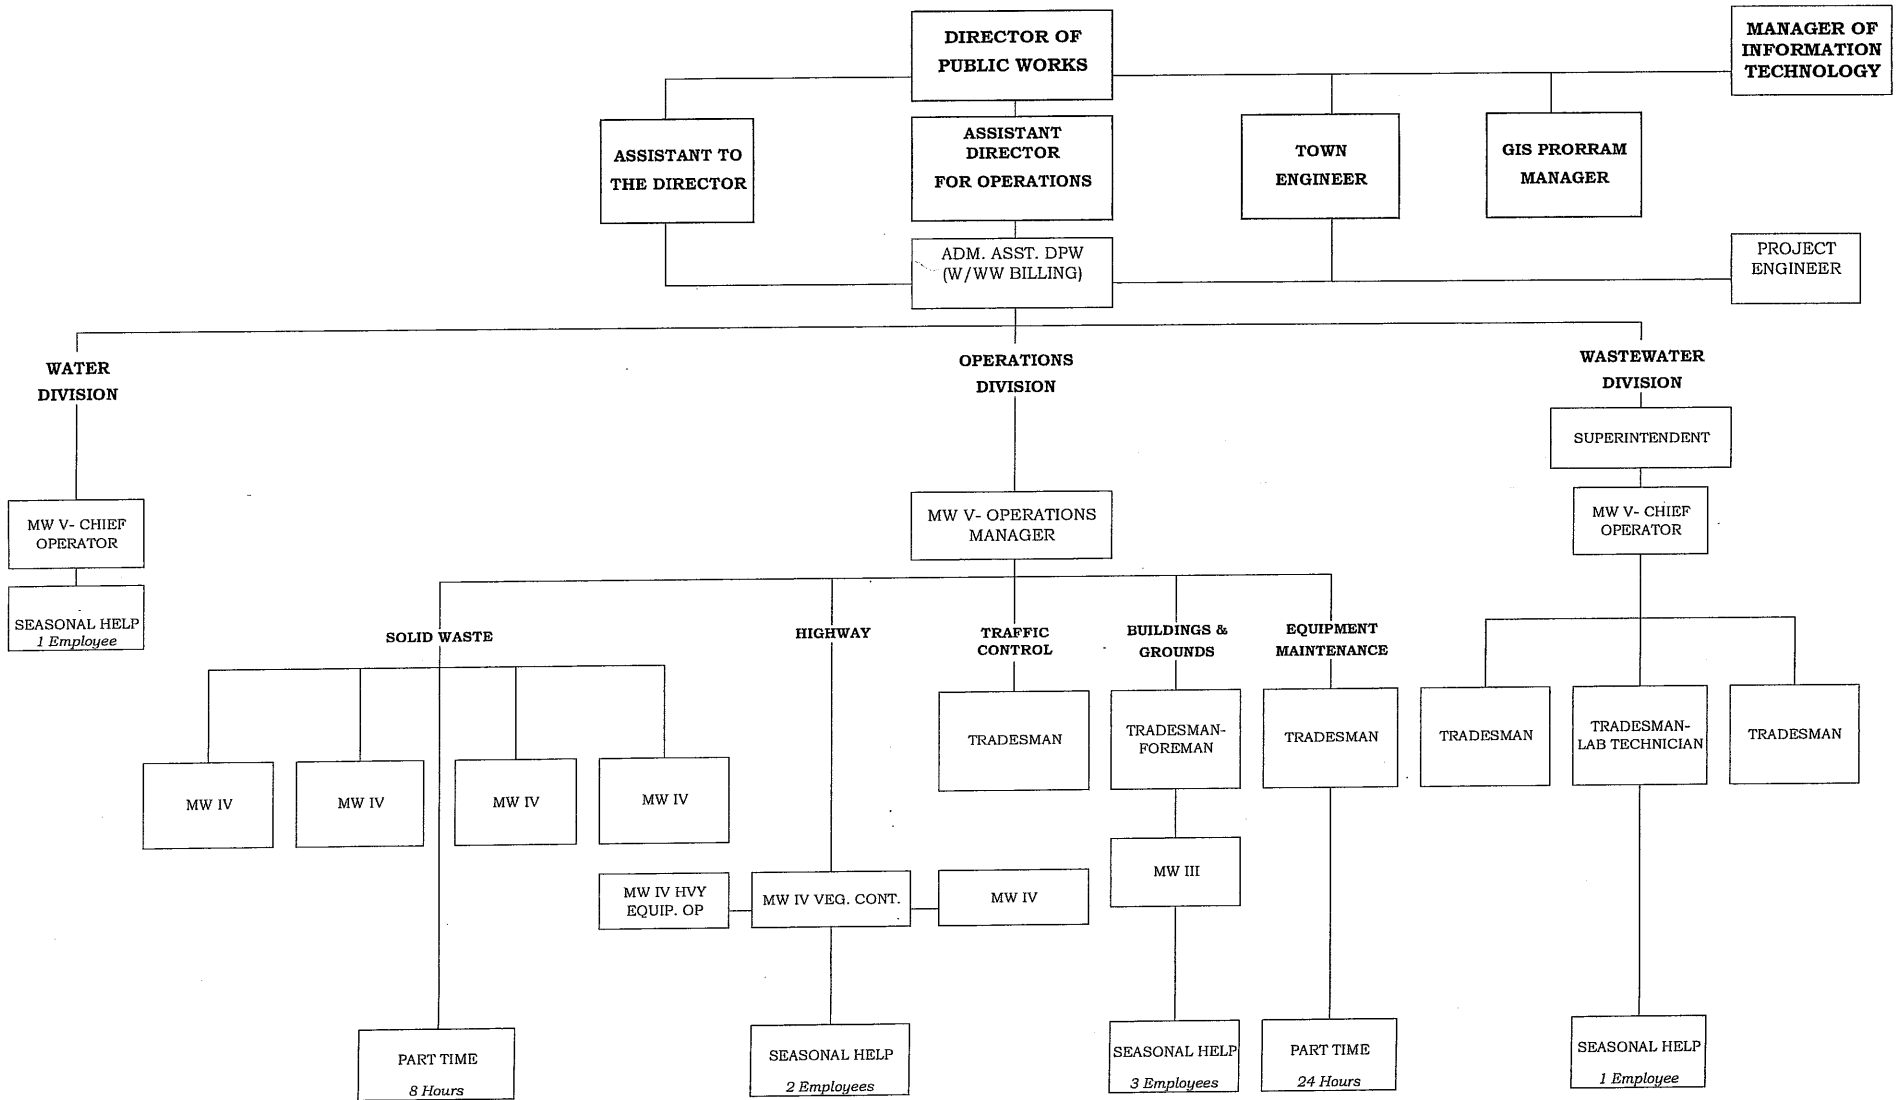 DIRECTOR OF
PUBLIC WORKS
MANAGER OF
INFORMATION
TECHNOLOGY
ASSISTANT TO
THE DIRECTOR
ASSISTANT
DIRECTOR
FOR OPERATIONS
TOWN
ENGINEER
GIS PRORRAM
MANAGER
ADM. ASST. DPW
(W/WW BILLING)
PROJECT
ENGINEER
WATER
DIVISION
OPERATIONS
DIVISION
WASTEWATER
DIVISION
SUPERINTENDENT
MW V- CHIEF
OPERATOR
MW V- OPERATIONS
MANAGER
MW V- CHIEF
OPERATOR
SEASONAL HELP
1 Employee
SOLID WASTE
HIGHWAY
TRAFFIC
CONTROL
BUILDINGS &
GROUNDS
EQUIPMENT
MAINTENANCE
TRADESMAN
TRADESMAN-
FOREMAN
TRADESMAN
TRADESMAN
TRADESMAN-
LAB TECHNICIAN
TRADESMAN
MW IV
MW IV
MW IV
MW IV
MW IV HVY
EQUIP. OP
MW IV VEG. CONT.
MW IV
MW III
PART TIME
8 Hours
SEASONAL HELP
2 Employees
SEASONAL HELP
3 Employees
PART TIME
24 Hours
SEASONAL HELP
1 Employee